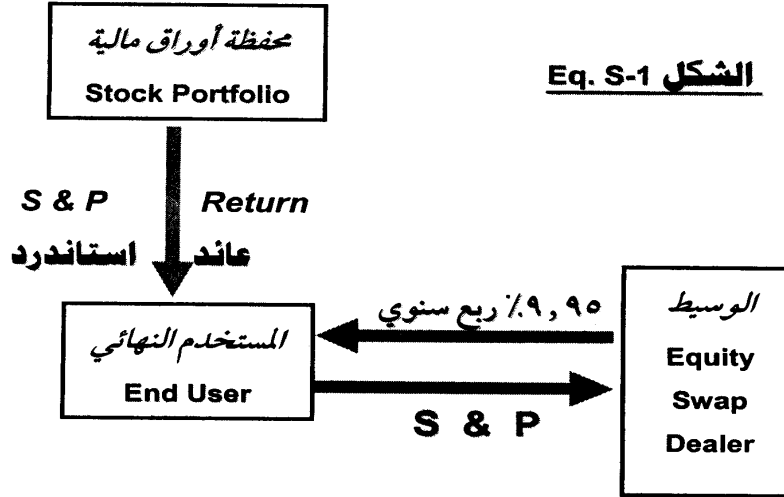 محفظة أوراق مالية
Stock Portfolio
الشكل Eq. S-1
S & P Return
عائد استاندرد
المستخدم النهائي
End User
٩,٩٥٪ ربع سنوي
S & P
الوسيط
Equity
Swap
Dealer